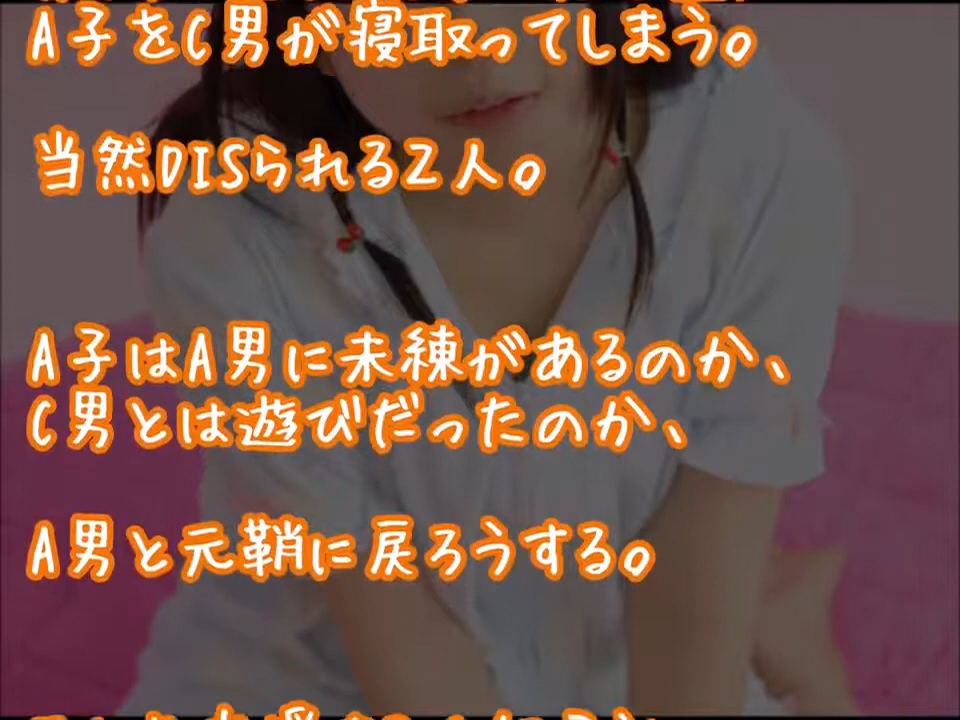 A子をC男が寝取ってしまう。
当然DISられる2人。
A子はA男に未練があるのか、
C男とは遊びだったのか、
A男と元鞘に戻ろうする。